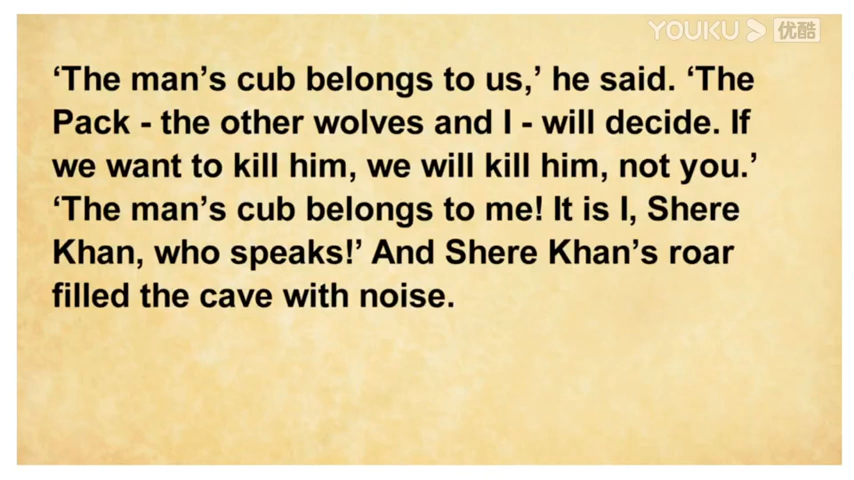 YOUKU 优酷
‘The man’s cub belongs to us,’ he said. ‘The
Pack - the other wolves and I - will decide. If
we want to kill him, we will kill him, not you.’
‘The man’s cub belongs to me! It is I, Shere
Khan, who speaks!’ And Shere Khan’s roar
filled the cave with noise.